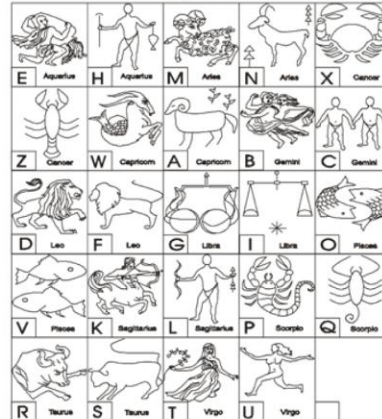 E Aquarius H Aquarius M Aries N Aries X Cancer
Z Cancer W Capricorn A Capricorn B Gemini C Gemini
D Leo F Leo G Libra I Libra O Pisces
V Pisces K Sagittarius L Sagittarius P Scorpio Q Scorpio
R Taurus S Taurus T Virgo U Virgo